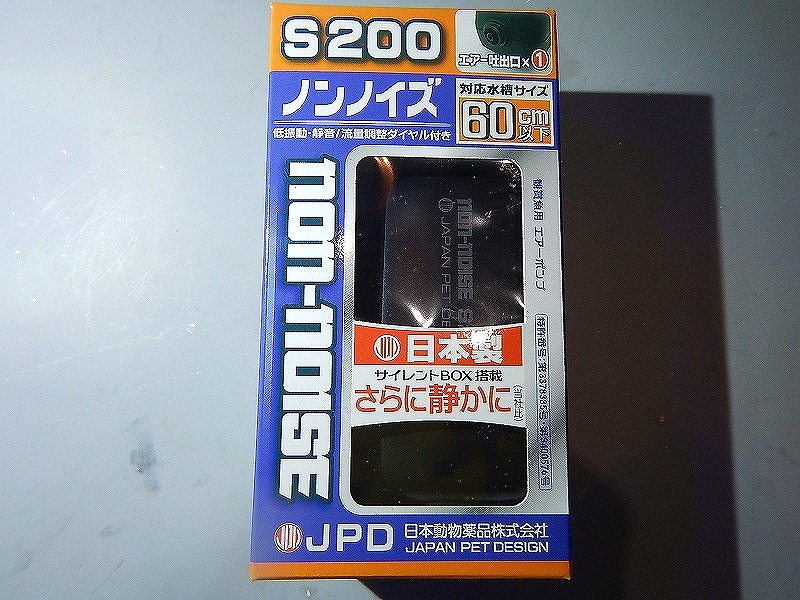 S200
エアー吐出口×1
ノンノイズ
対応水槽サイズ
60cm以下
低振動・静音/流量調整ダイヤル付き
non-noise
観賞魚用 エアーポンプ
non-noise S
JAPAN PET DE
日本製
サイレントBOX搭載
さらに静かに
(当社比)
JPD
日本動物薬品株式会社
JAPAN PET DESIGN